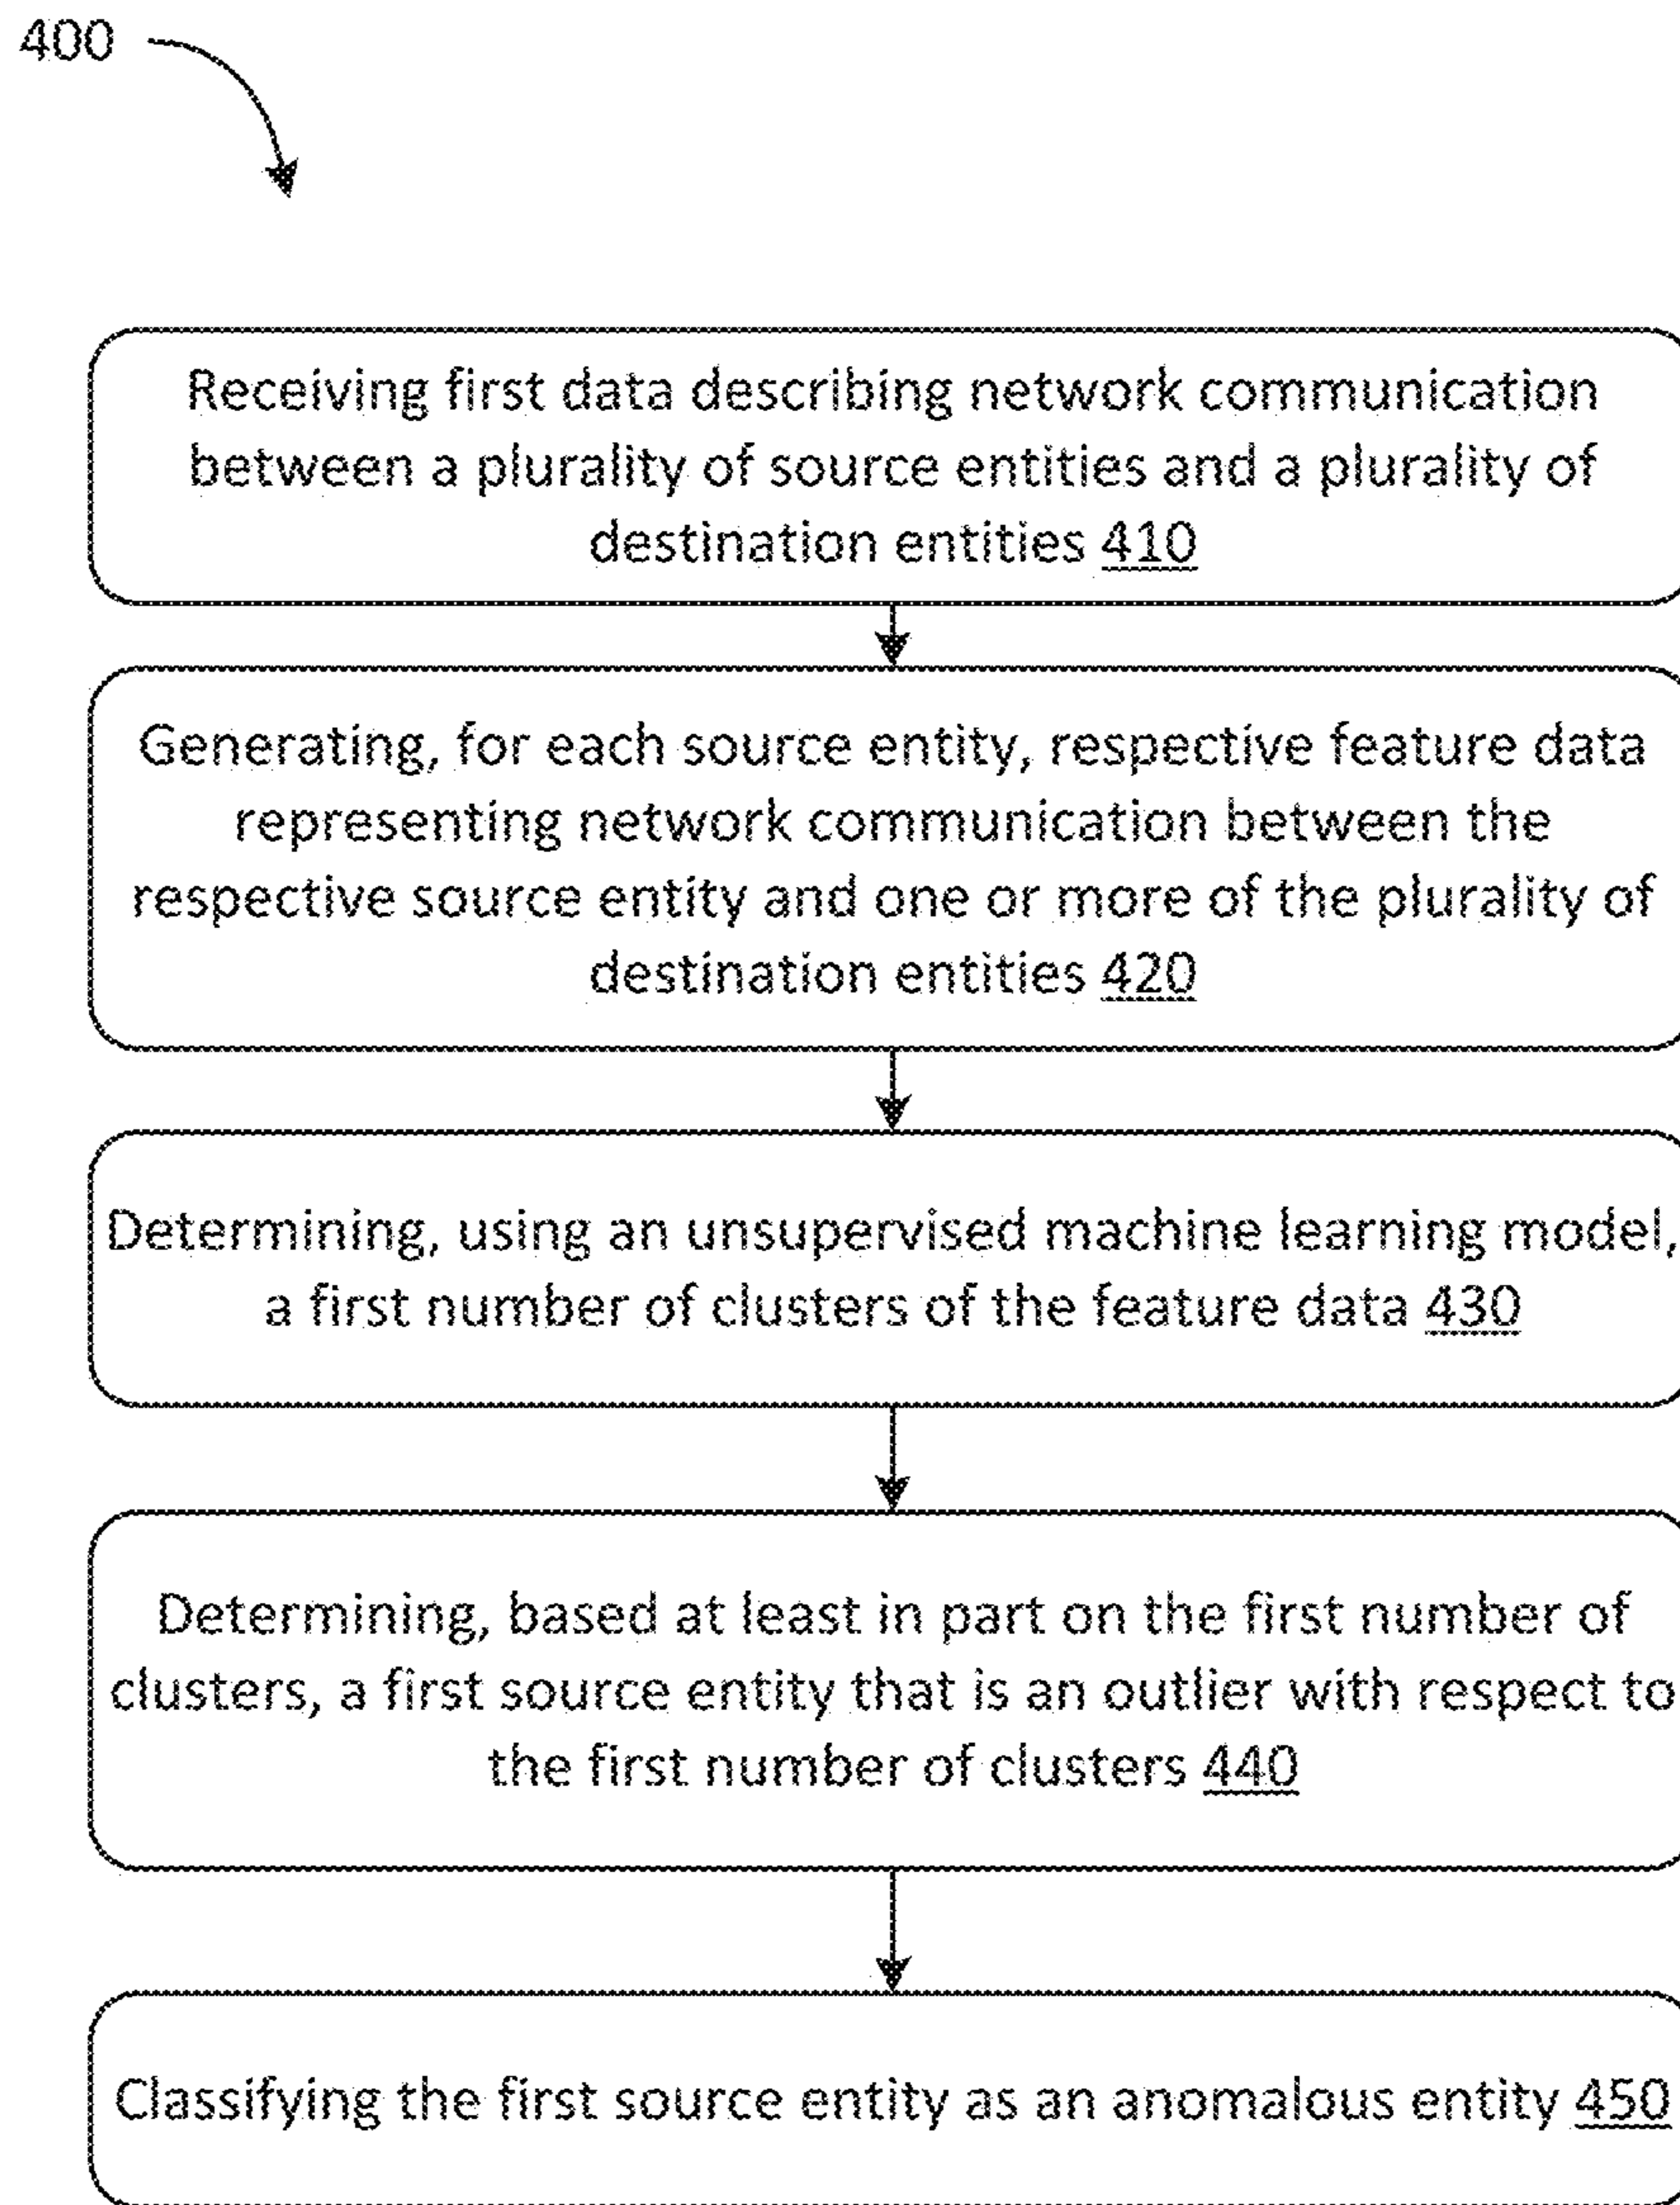 400
Receiving first data describing network communication
between a plurality of source entities and a plurality of
destination entities 410
Generating, for each source entity, respective feature data
representing network communication between the
respective source entity and one or more of the plurality of
destination entities 420
Determining, using an unsupervised machine learning model,
a first number of clusters of the feature data 430
Determining, based at least in part on the first number of
clusters, a first source entity that is an outlier with respect to
the first number of clusters 440
Classifying the first source entity as an anomalous entity 450